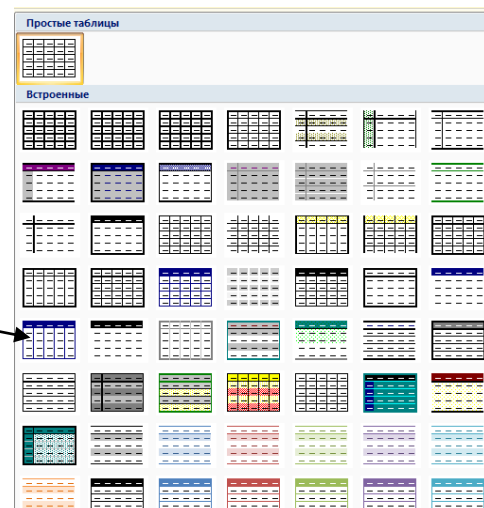 Простые таблицы
Встроенные